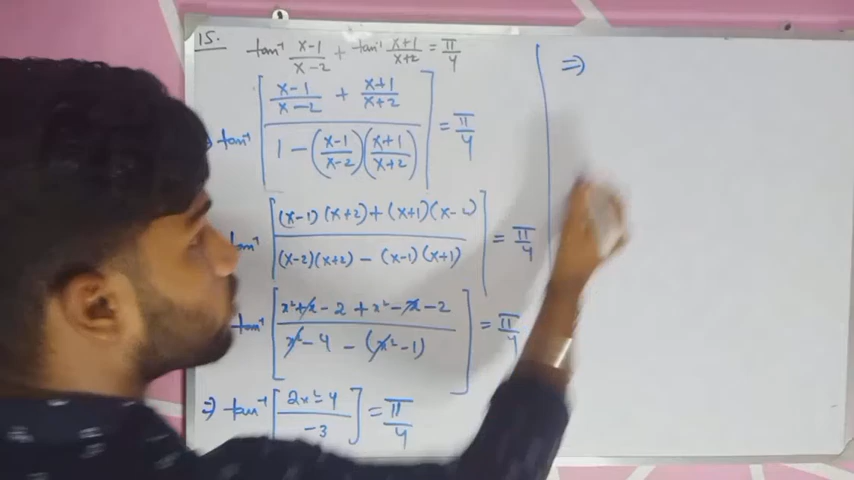 15. tan⁻¹ x-1/x-2 + tan⁻¹ x+1/x+2 = π/4
⇒ tan⁻¹ [ (x-1/x-2 + x+1/x+2) / (1 - (x-1/x-2)(x+1/x+2)) ] = π/4
tan⁻¹ [ ((x-1)(x+2)+(x+1)(x-2)) / ((x-2)(x+2) - (x-1)(x+1)) ] = π/4
tan⁻¹ [ (x²+x-2+x²-x-2) / (x²-4-(x²-1)) ] = π/4
⇒ tan⁻¹ [ (2x²-4) / -3 ] = π/4
⇒